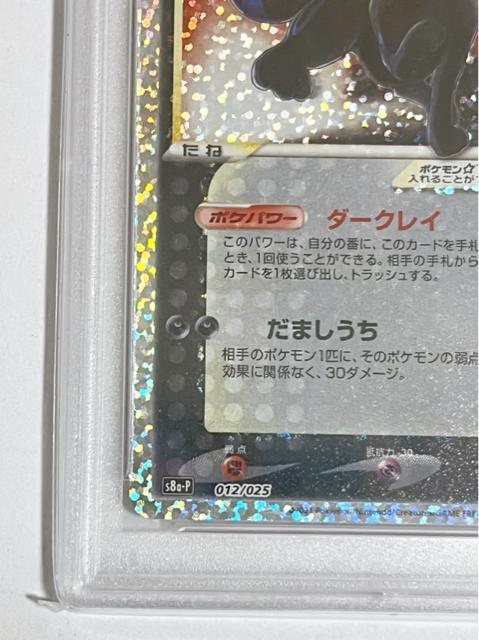 たね
ポケモン☆
入れることが
ポケパワー ダークレイ
このパワーは、自分の番に、このカードを手札
とき、1回使うことができる。相手の手札から
カードを1枚選び出し、トラッシュする。
だましうち
相手のポケモン1匹に、そのポケモンの弱点
効果に関係なく、30ダメージ。
弱点 抵抗力 -30
s8a-P 012/025